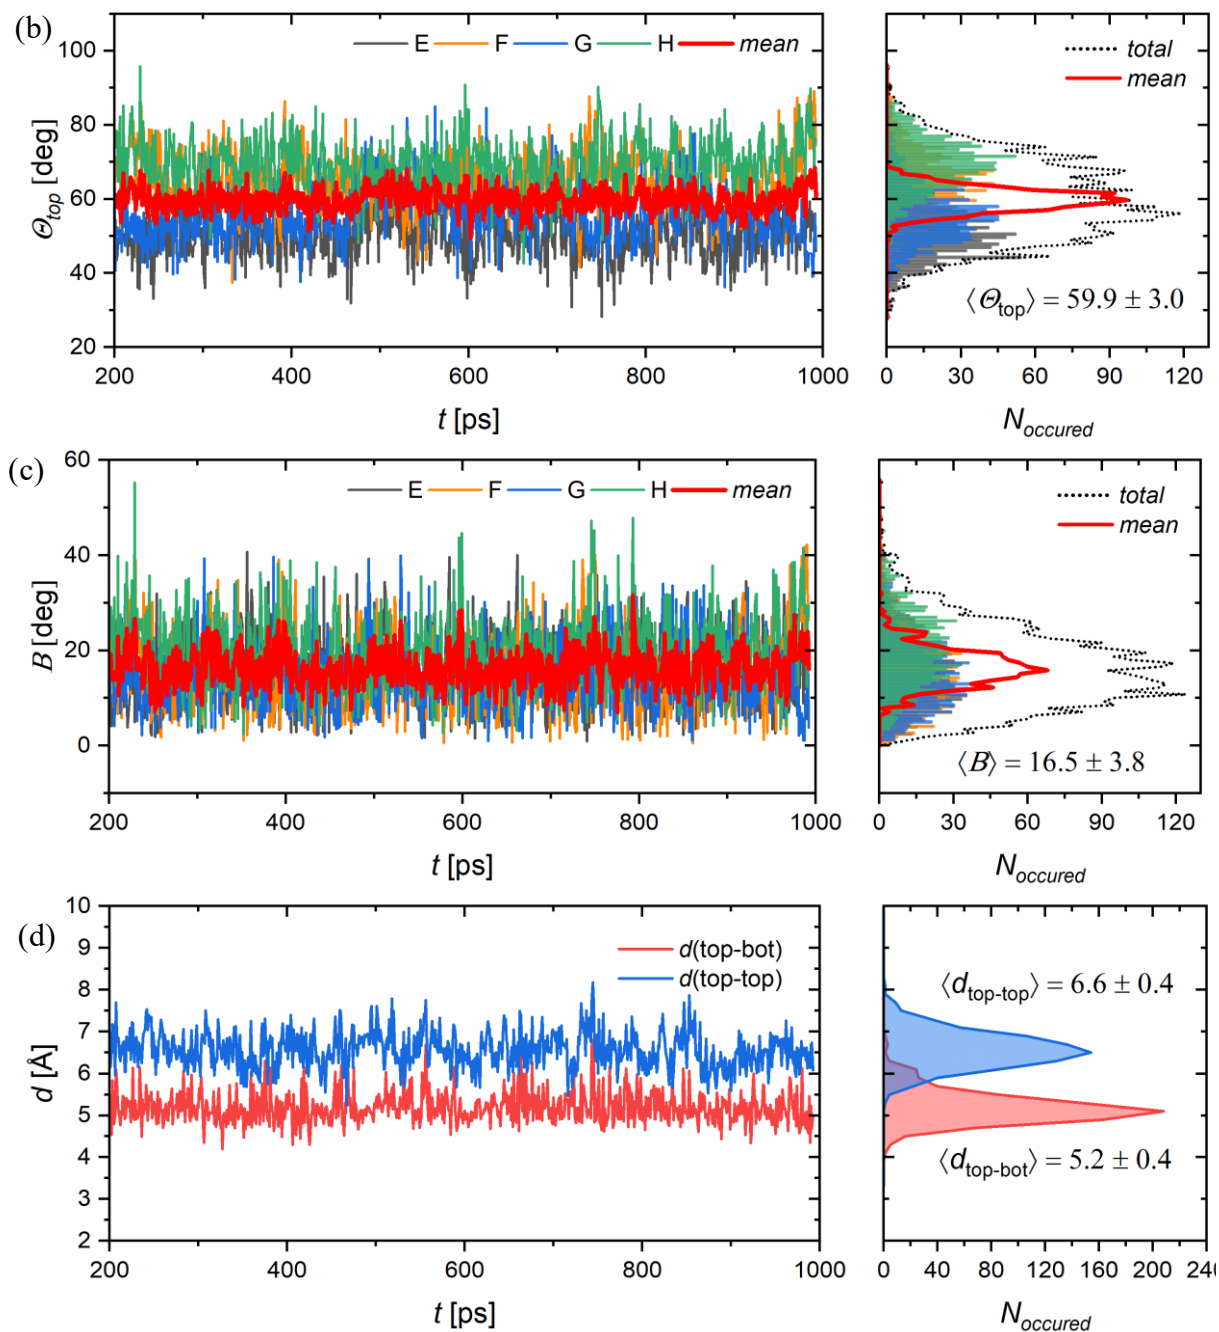 (b)
E F G H mean
100
80
60
40
20
Θtop [deg]
200 400 600 800 1000
t [ps]
total
mean
⟨Θtop⟩ = 59.9 ± 3.0
0 30 60 90 120
Noccured
(c)
E F G H mean
60
40
20
0
B [deg]
200 400 600 800 1000
t [ps]
total
mean
⟨B⟩ = 16.5 ± 3.8
0 30 60 90 120
Noccured
(d)
d(top-bot)
d(top-top)
10
9
8
7
6
5
4
3
2
d [Å]
200 400 600 800 1000
t [ps]
⟨dtop-top⟩ = 6.6 ± 0.4
⟨dtop-bot⟩ = 5.2 ± 0.4
0 40 80 120 160 200 240
Noccured